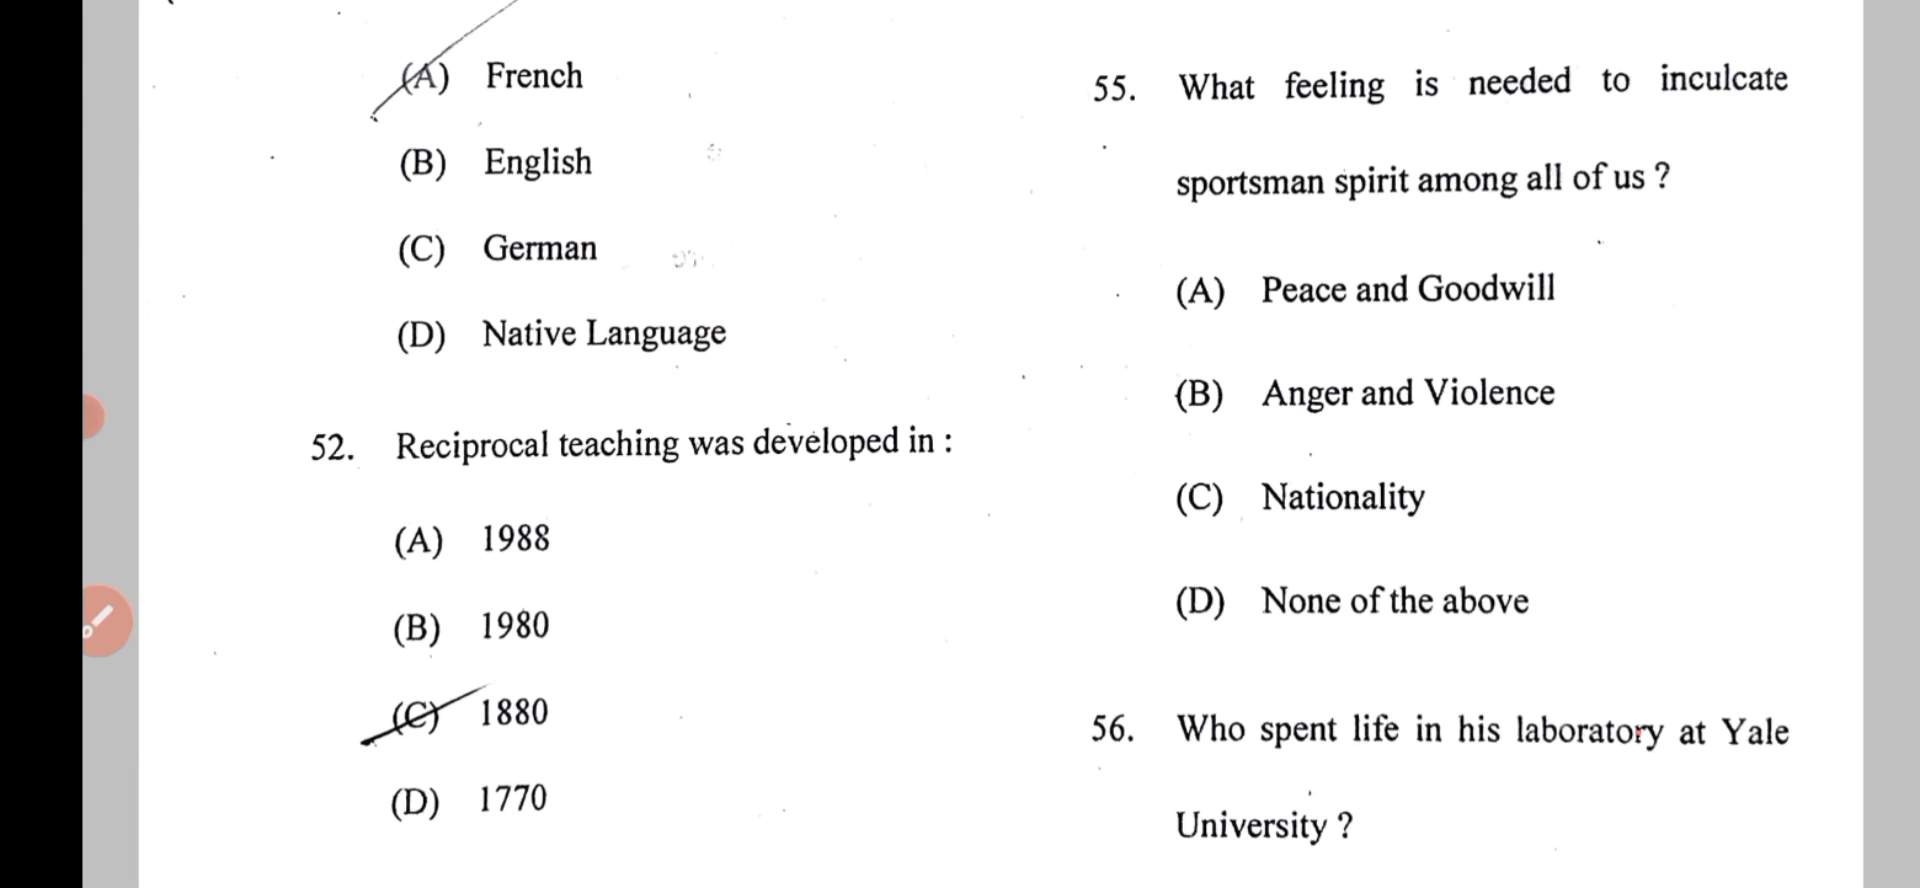 (A) French
(B) English
(C) German
(D) Native Language
52. Reciprocal teaching was developed in :
(A) 1988
(B) 1980
(C) 1880
(D) 1770
55. What feeling is needed to inculcate
sportsman spirit among all of us ?
(A) Peace and Goodwill
(B) Anger and Violence
(C) Nationality
(D) None of the above
56. Who spent life in his laboratory at Yale
University ?